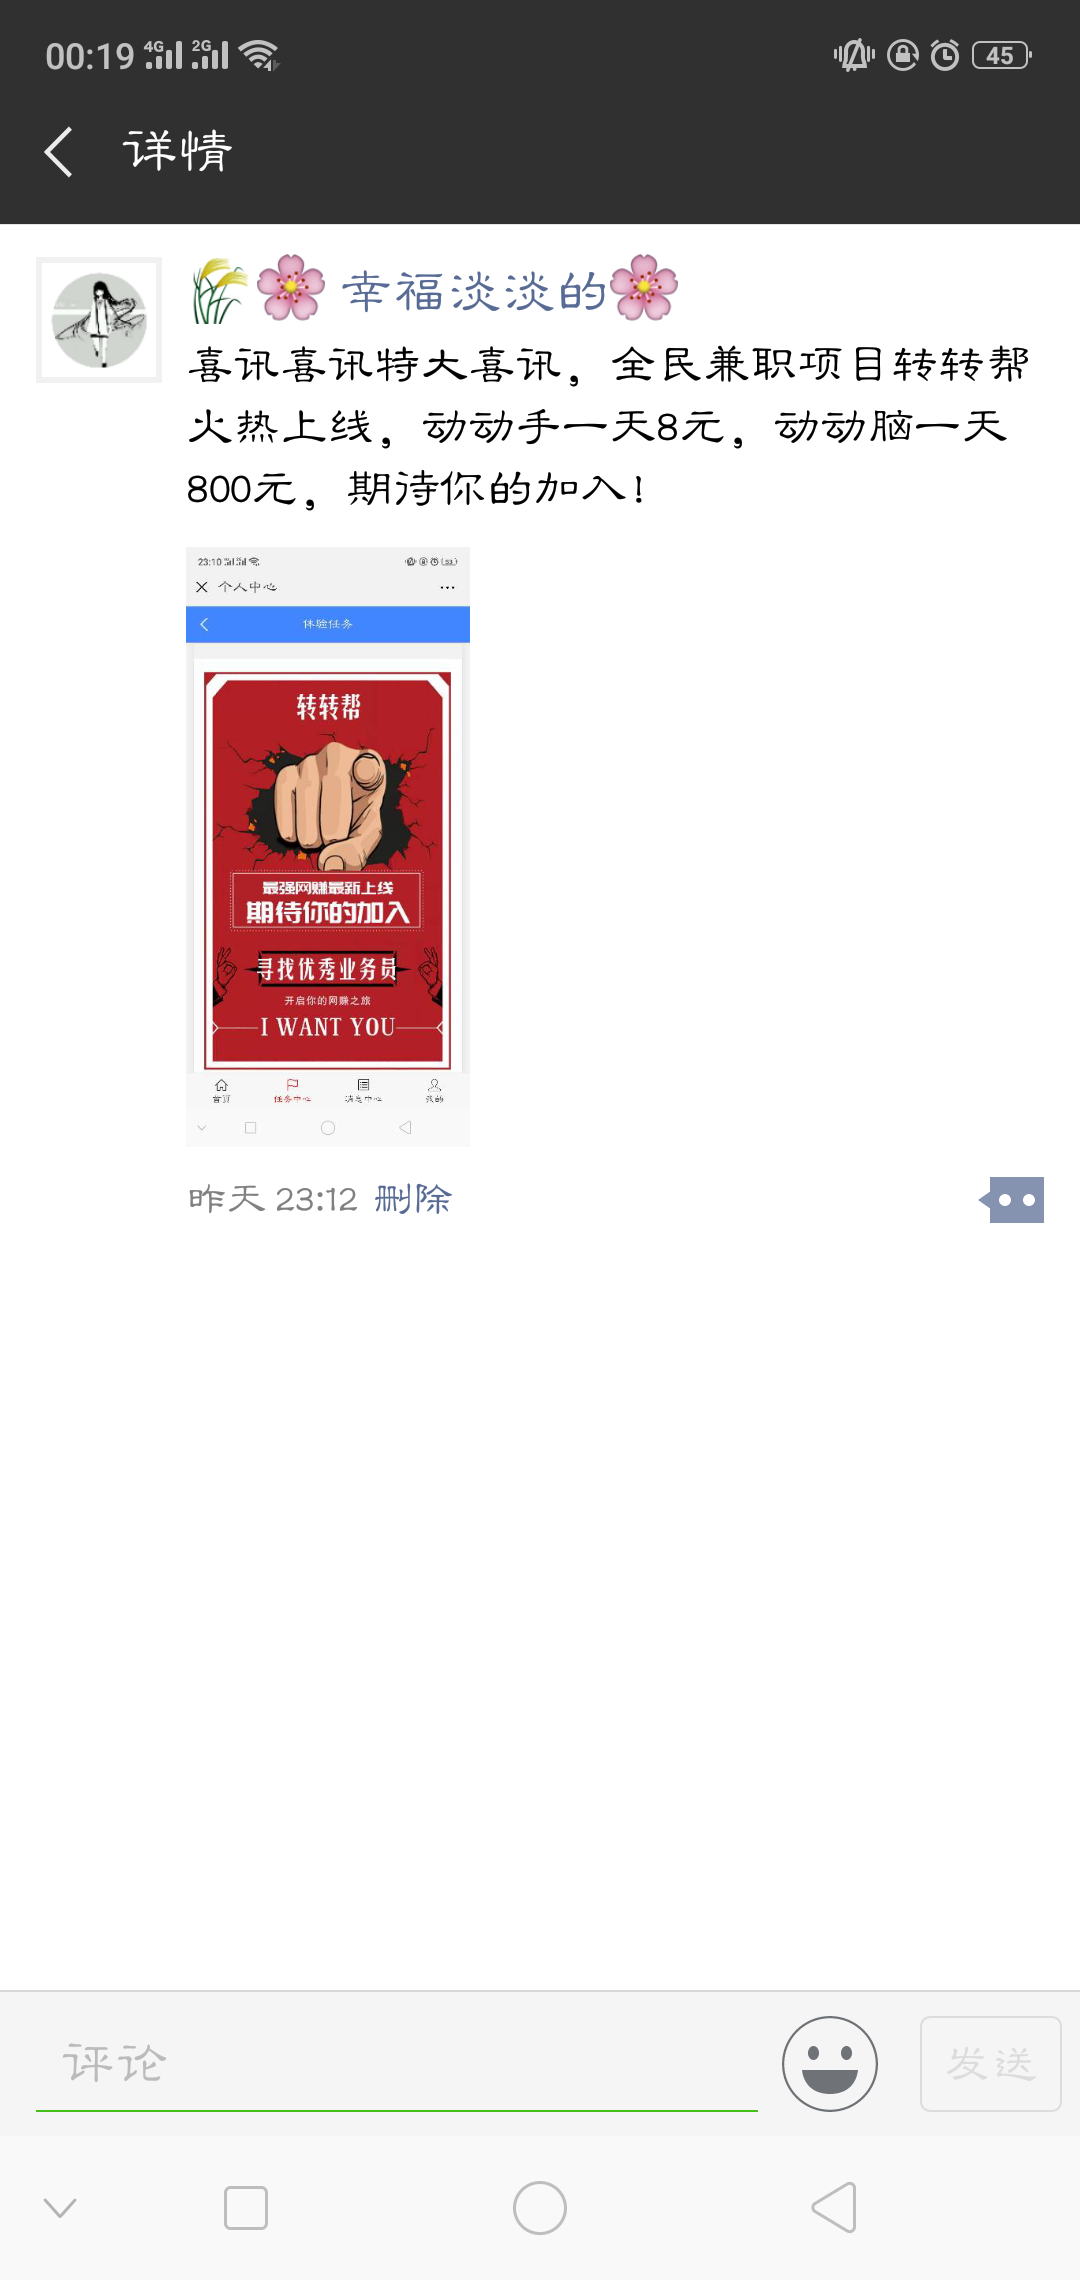 00:19 4G 2G 45
详情
幸福淡淡的
喜讯喜讯特大喜讯，全民兼职项目转转帮
火热上线，动动手一天8元，动动脑一天
800元，期待你的加入！
23:10
个人中心
体验任务
转转帮
最强网赚最新上线
期待你的加入
寻找优秀业务员
开启你的网赚之旅
I WANT YOU
首页 任务中心 消息中心 我的
昨天 23:12 删除
评论 发送